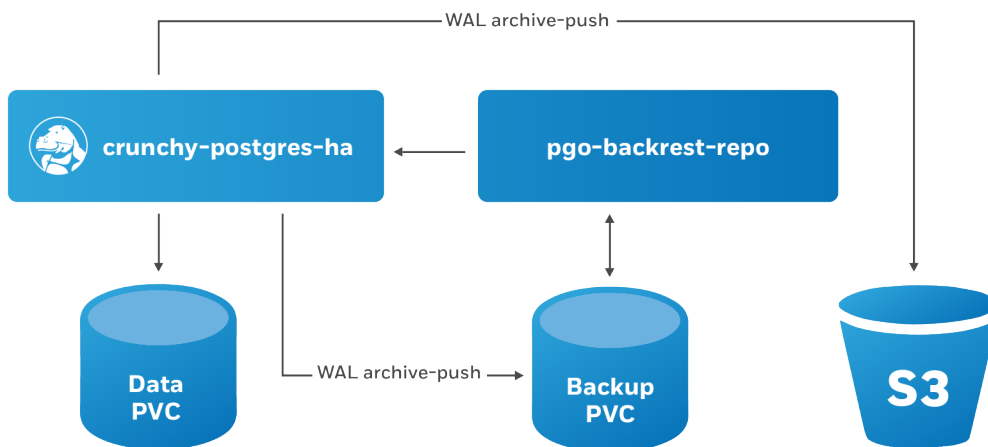 WAL archive-push
crunchy-postgres-ha
pgo-backrest-repo
WAL archive-push
Data
PVC
Backup
PVC
S3